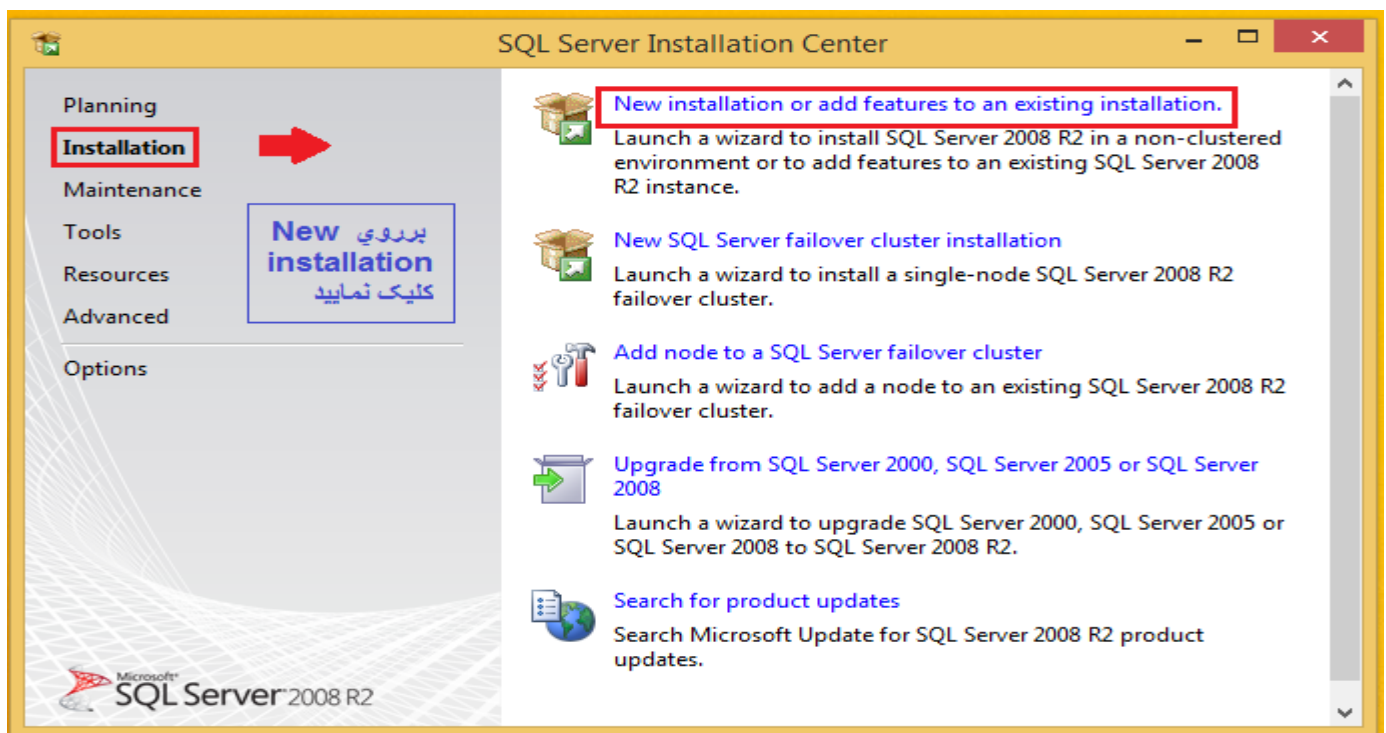 SQL Server Installation Center
Planning
Installation
Maintenance
Tools
Resources
Advanced
Options
برروي New
installation
كليک نماييد
New installation or add features to an existing installation.
Launch a wizard to install SQL Server 2008 R2 in a non-clustered
environment or to add features to an existing SQL Server 2008
R2 instance.
New SQL Server failover cluster installation
Launch a wizard to install a single-node SQL Server 2008 R2
failover cluster.
Add node to a SQL Server failover cluster
Launch a wizard to add a node to an existing SQL Server 2008 R2
failover cluster.
Upgrade from SQL Server 2000, SQL Server 2005 or SQL Server
2008
Launch a wizard to upgrade SQL Server 2000, SQL Server 2005 or
SQL Server 2008 to SQL Server 2008 R2.
Search for product updates
Search Microsoft Update for SQL Server 2008 R2 product
updates.
Microsoft
SQL Server 2008 R2